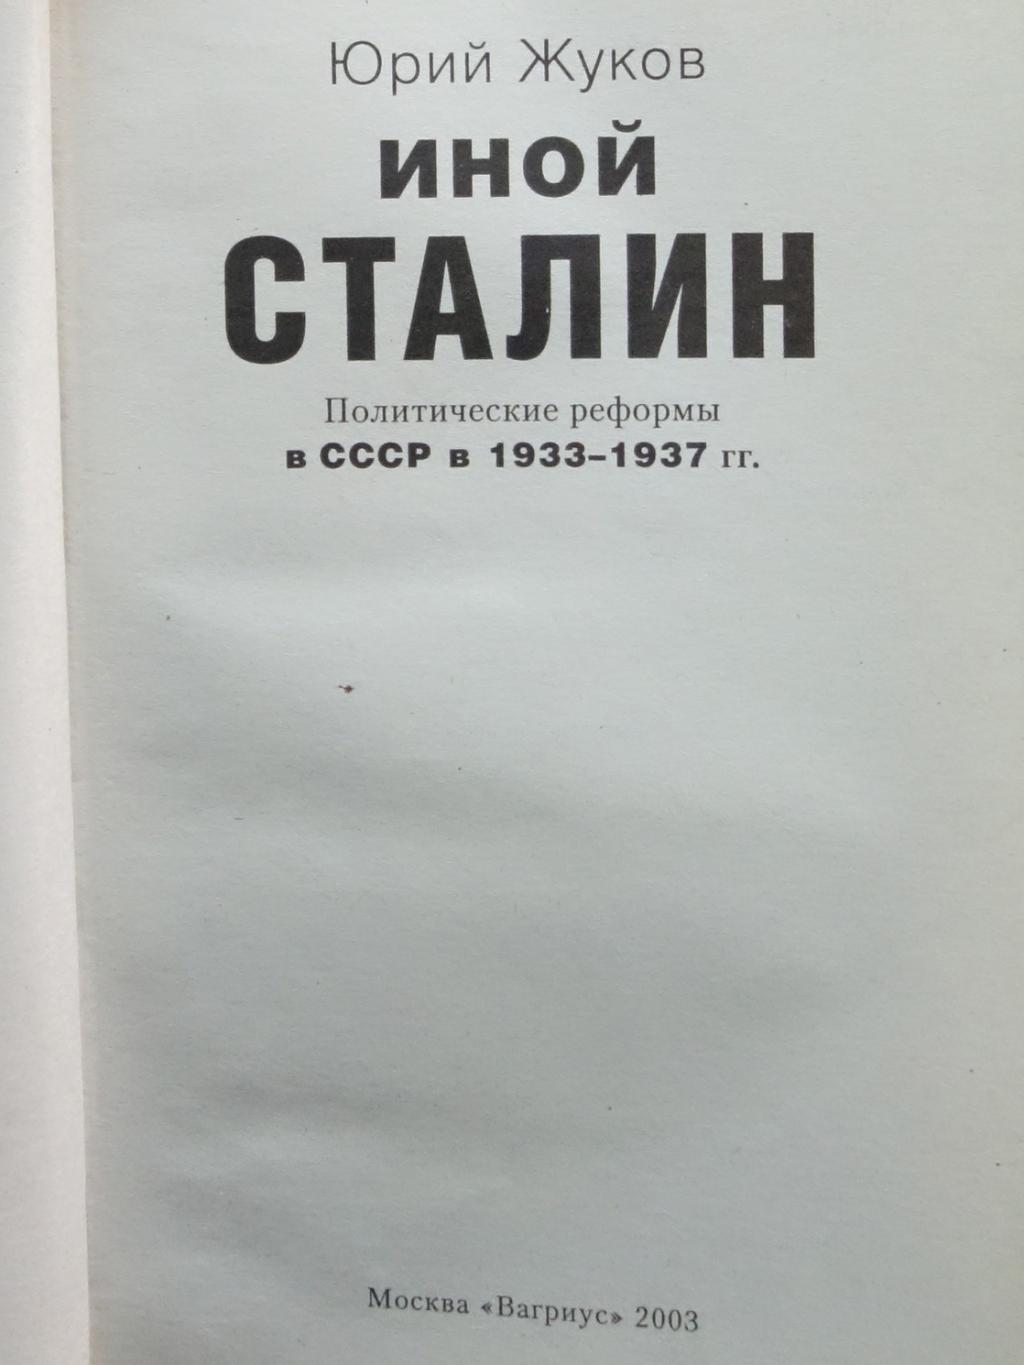 Юрий Жуков
иной
СТАЛИН
Политические реформы
в СССР в 1933–1937 гг.
Москва «Вагриус» 2003